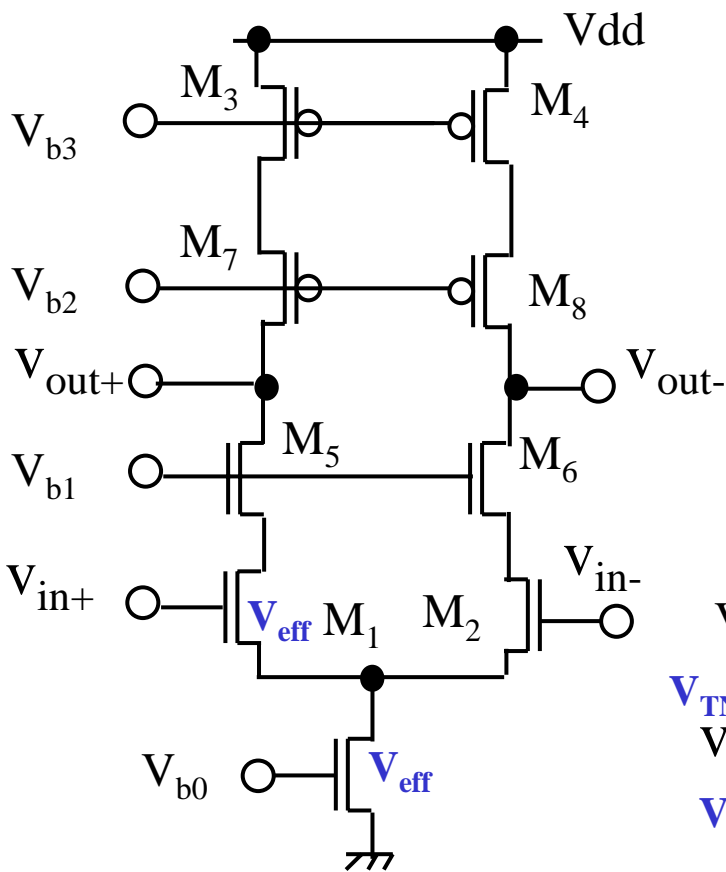 Vdd
M3
M4
Vb3
M7
Vb2
M8
vout+
vout-
M5
M6
Vb1
vin+
vin-
Veff
M1
M2
VTN
Vb0
Veff